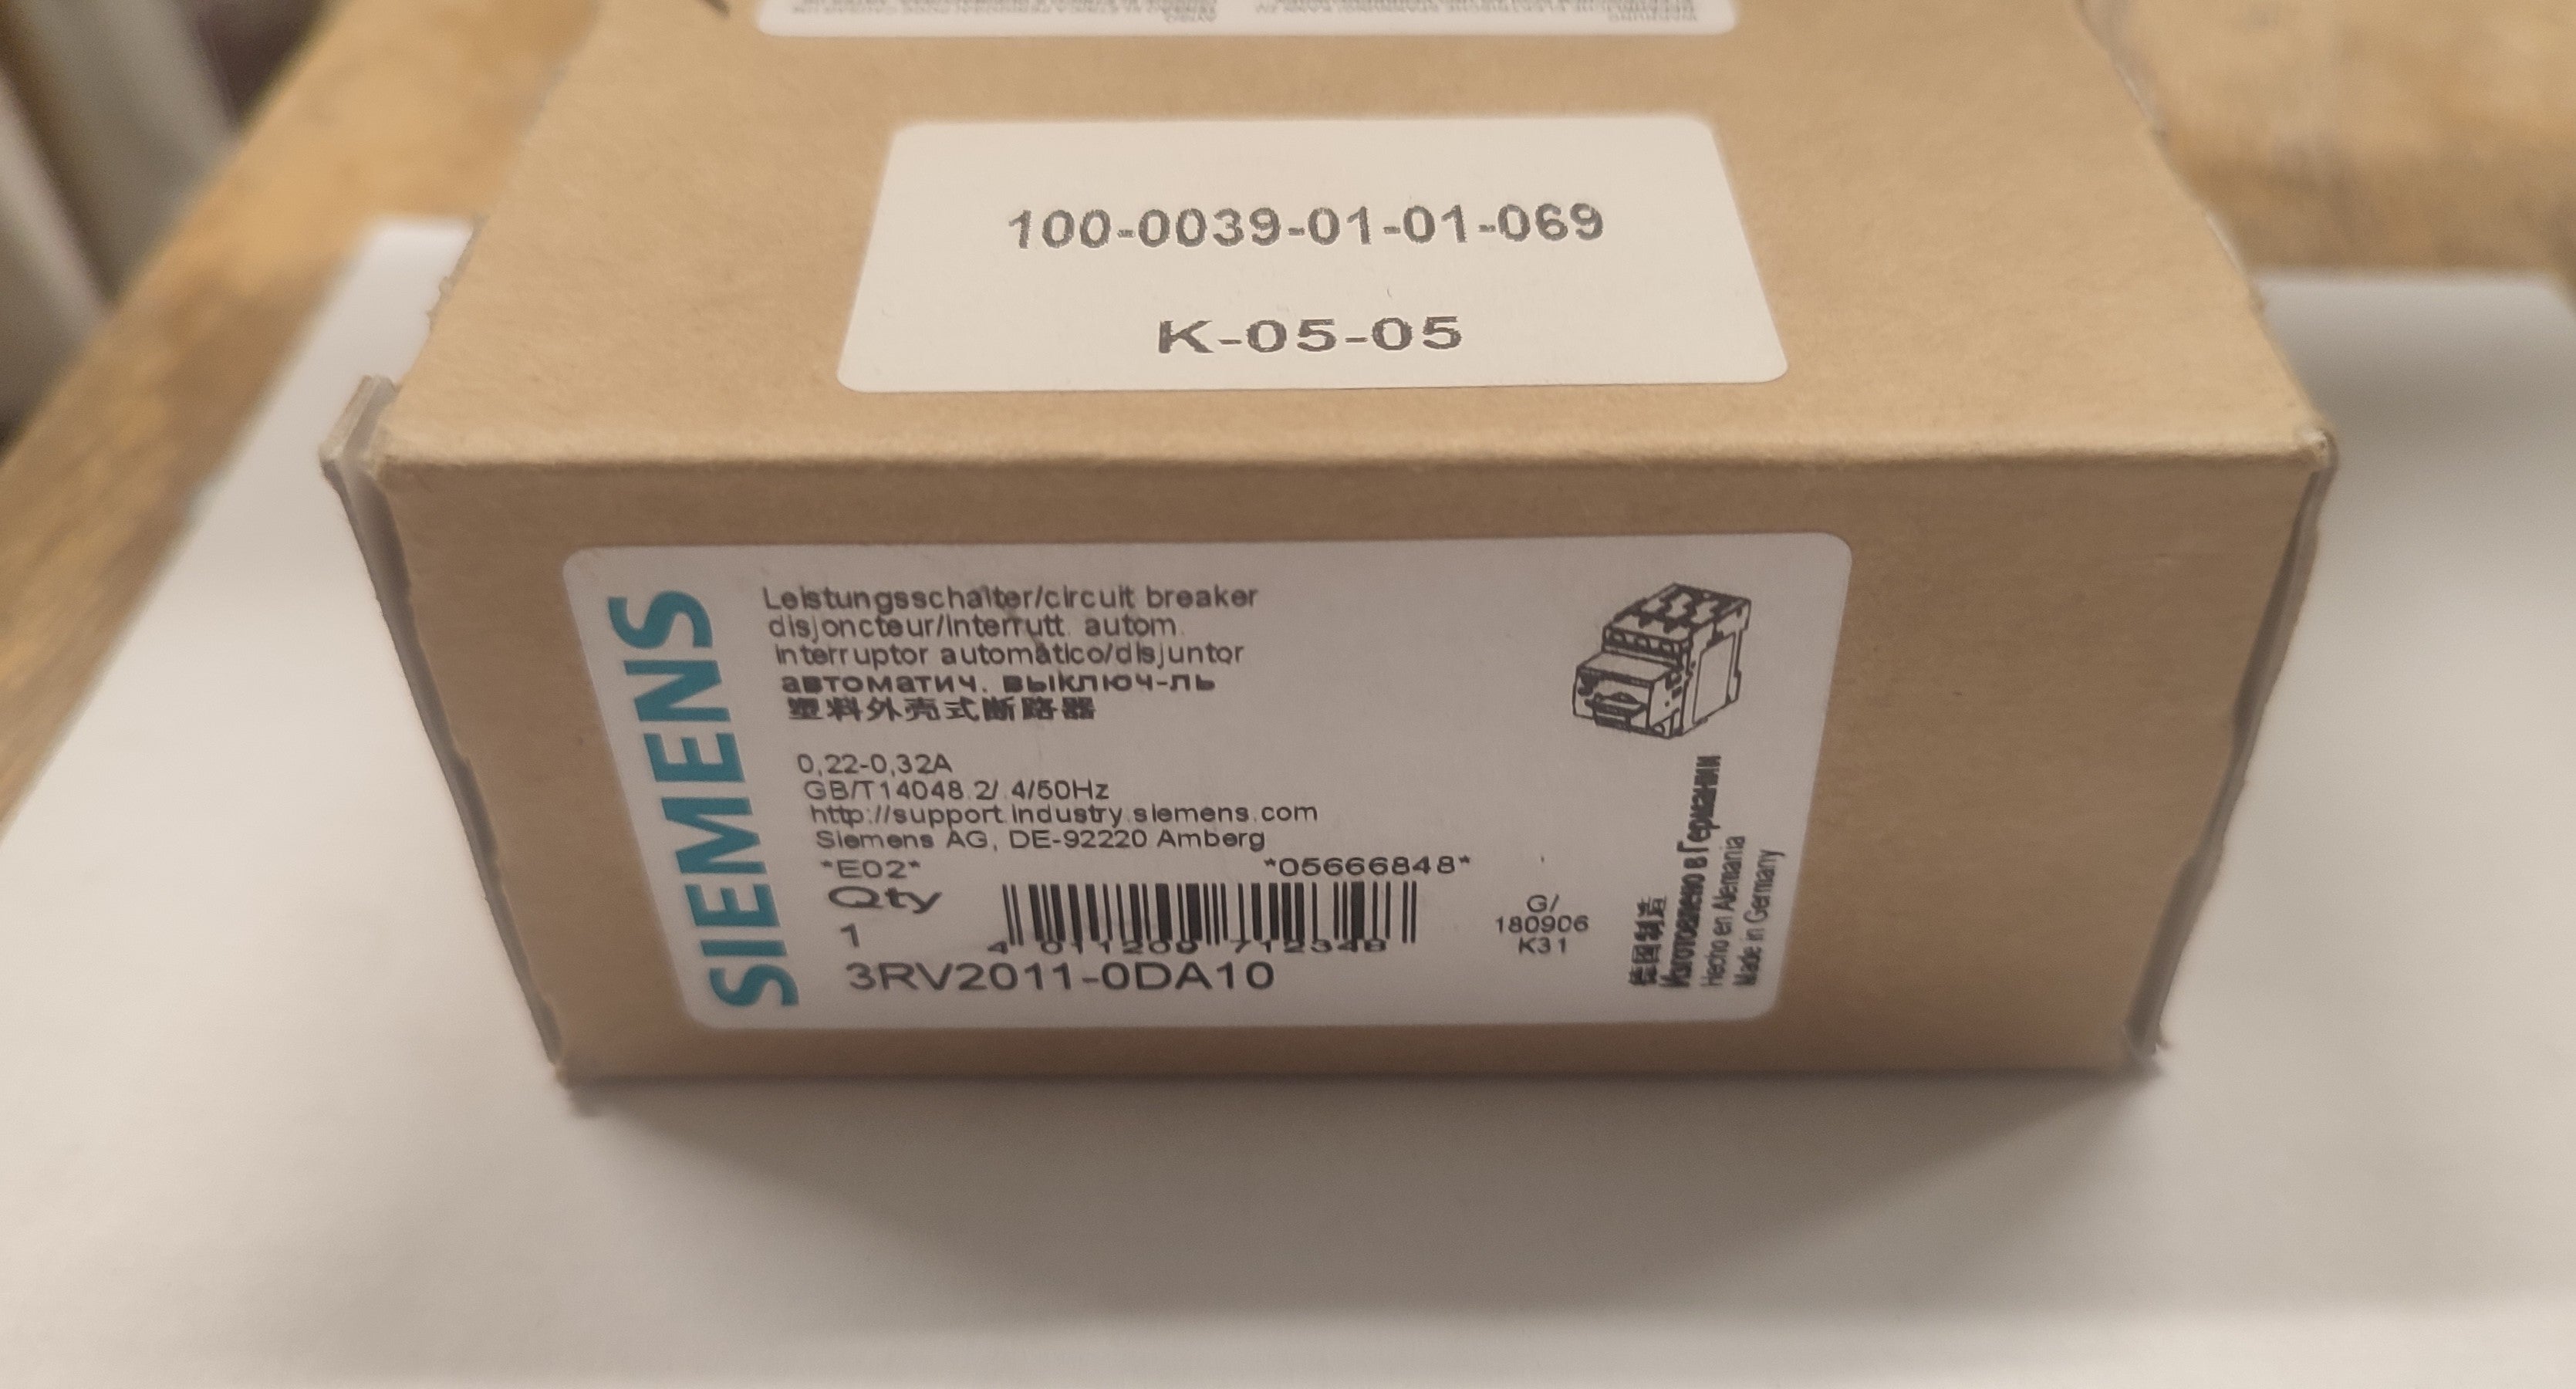 100-0039-01-01-069
K-05-05
SIEMENS
Leistungsschalter/circuit breaker
disjoncteur/interrutt. autom.
interruptor automático/disjuntor
автоматич. выключ-ль
塑料外壳式断路器
0,22-0,32A
GB/T14048.2/.4/50Hz
http://support.industry.siemens.com
Siemens AG, DE-92220 Amberg
*E02* *05666848*
Qty
1
4 011209 712348
3RV2011-0DA10
G/
180906
K31
德国制造
Изготовлено в Германии
Hecho en Alemania
Made in Germany